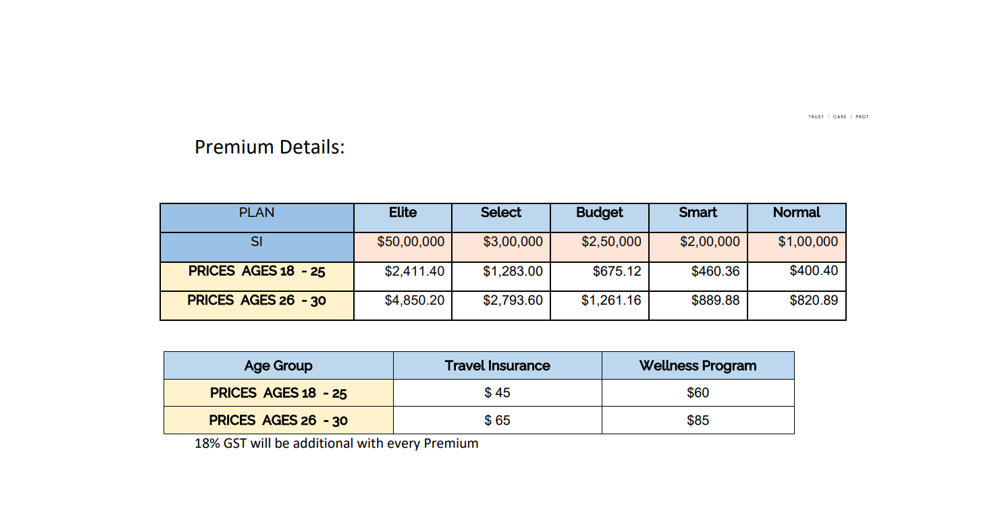 TRUST | CARE | PROT
Premium Details:
PLAN Elite Select Budget Smart Normal
SI $50,00,000 $3,00,000 $2,50,000 $2,00,000 $1,00,000
PRICES AGES 18 - 25 $2,411.40 $1,283.00 $675.12 $460.36 $400.40
PRICES AGES 26 - 30 $4,850.20 $2,793.60 $1,261.16 $889.88 $820.89
Age Group Travel Insurance Wellness Program
PRICES AGES 18 - 25 $ 45 $60
PRICES AGES 26 - 30 $ 65 $85
18% GST will be additional with every Premium